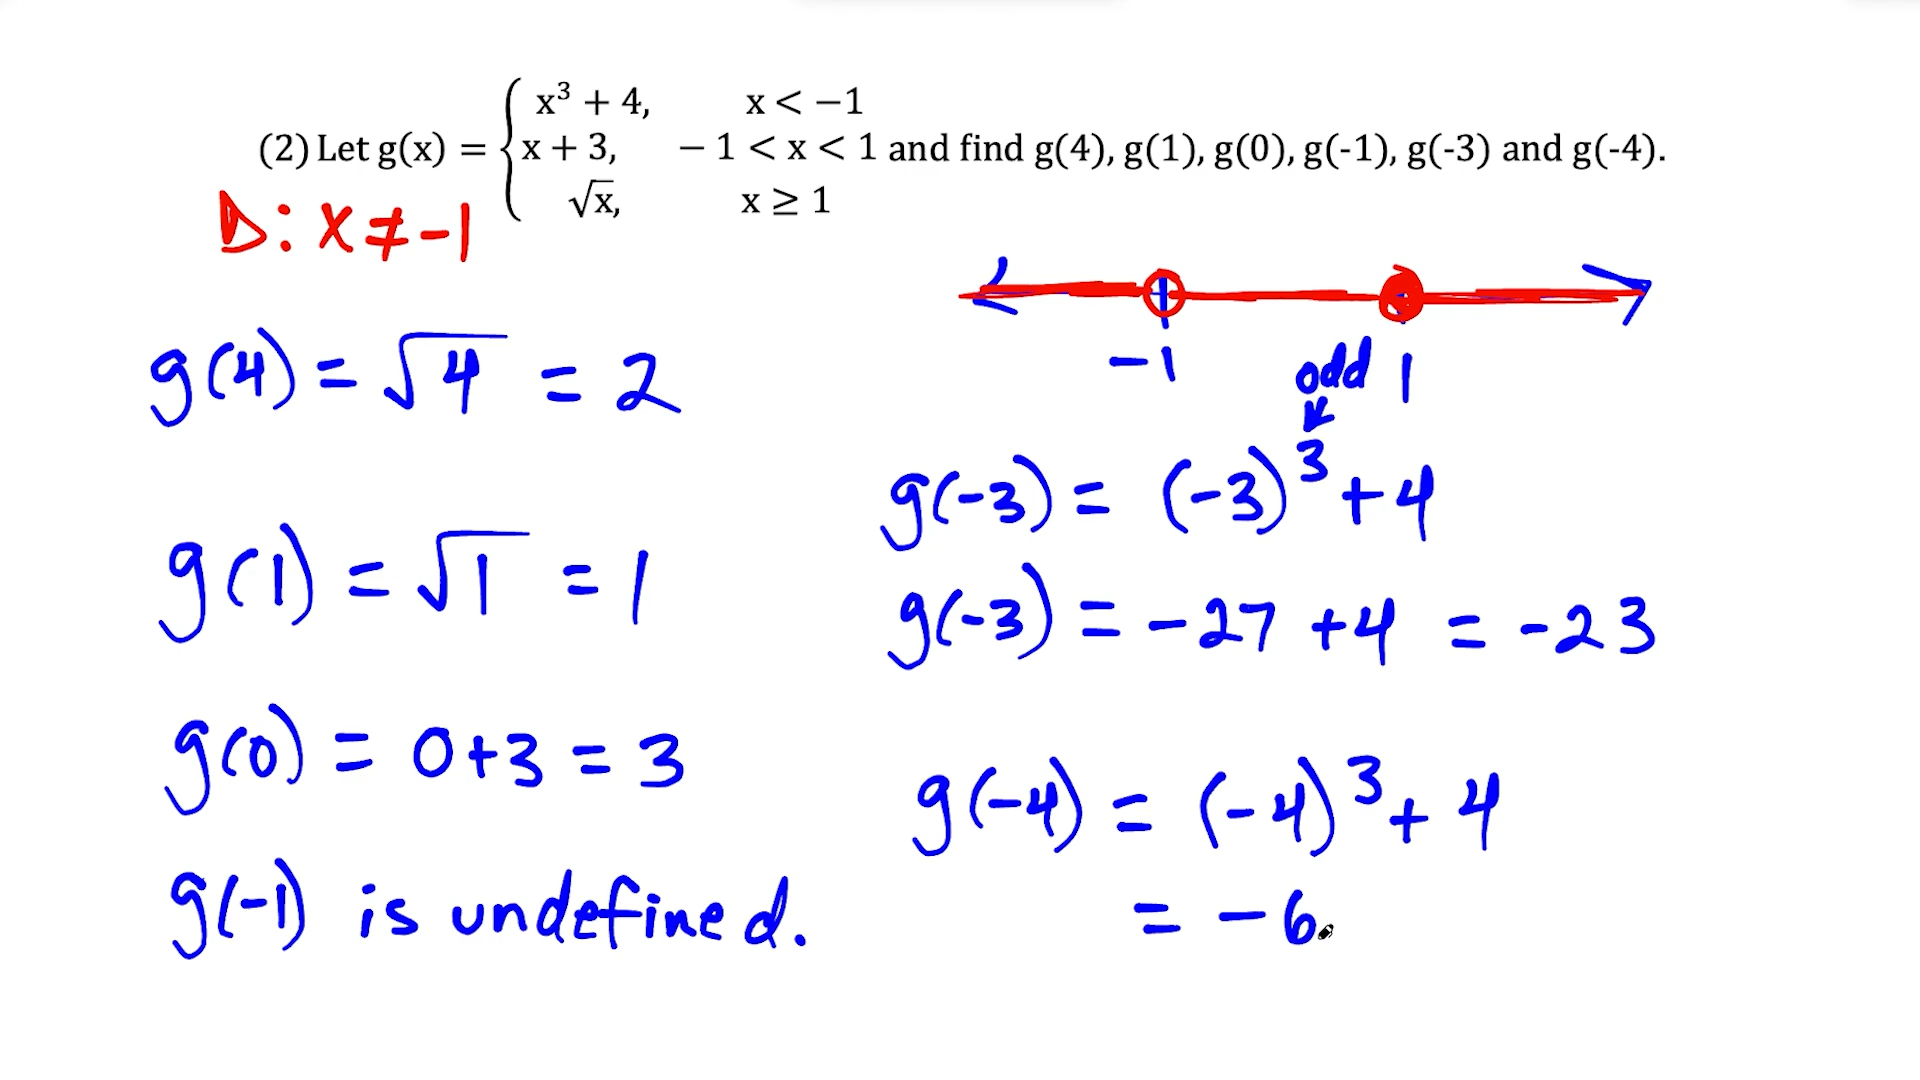 x³ + 4, x < −1
(2) Let g(x) = { x + 3, − 1 < x < 1 and find g(4), g(1), g(0), g(-1), g(-3) and g(-4).
√x, x ≥ 1
D: x ≠ -1
-1 1
g(4) = √4 = 2
g(1) = √1 = 1
g(0) = 0+3 = 3
g(-1) is undefined.
odd
g(-3) = (-3)³ + 4
g(-3) = -27 + 4 = -23
g(-4) = (-4)³ + 4
= -6